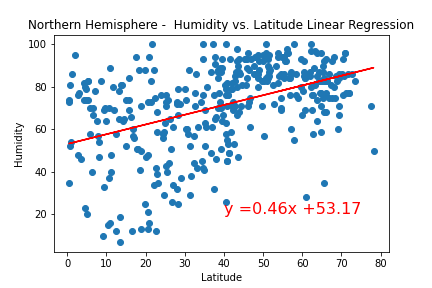 Northern Hemisphere -  Humidity vs. Latitude Linear Regression
100
80
60
40
20
Humidity
y =0.46x +53.17
0 10 20 30 40 50 60 70 80
Latitude